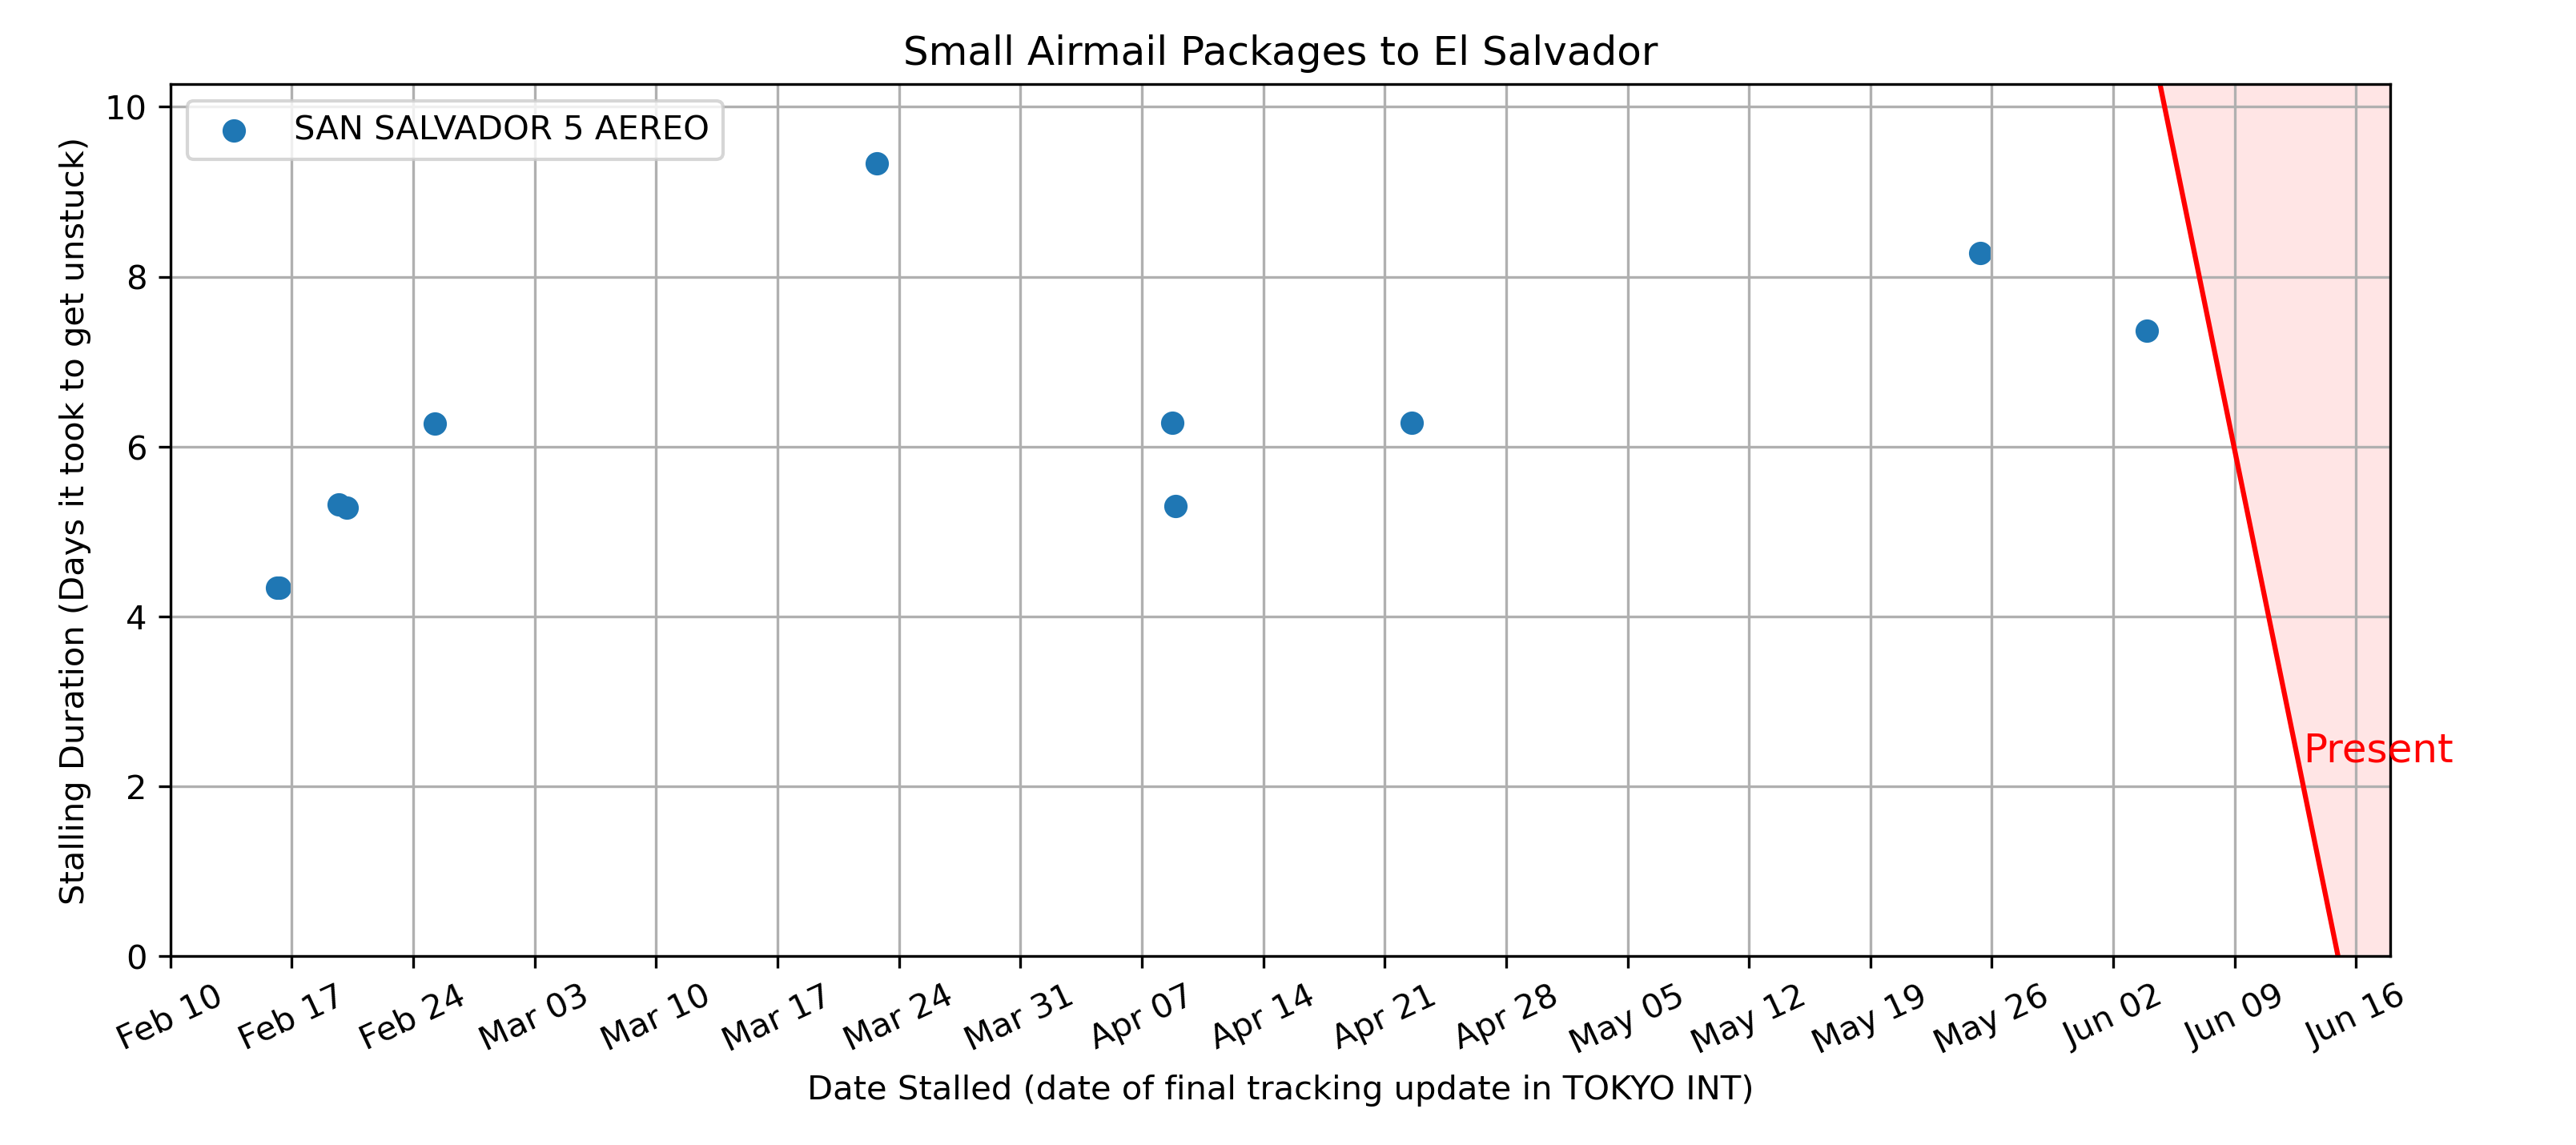 Small Airmail Packages to El Salvador
SAN SALVADOR 5 AEREO
Stalling Duration (Days it took to get unstuck)
10
8
6
4
2
0
Present
Feb 10
Feb 17
Feb 24
Mar 03
Mar 10
Mar 17
Mar 24
Mar 31
Apr 07
Apr 14
Apr 21
Apr 28
May 05
May 12
May 19
May 26
Jun 02
Jun 09
Jun 16
Date Stalled (date of final tracking update in TOKYO INT)